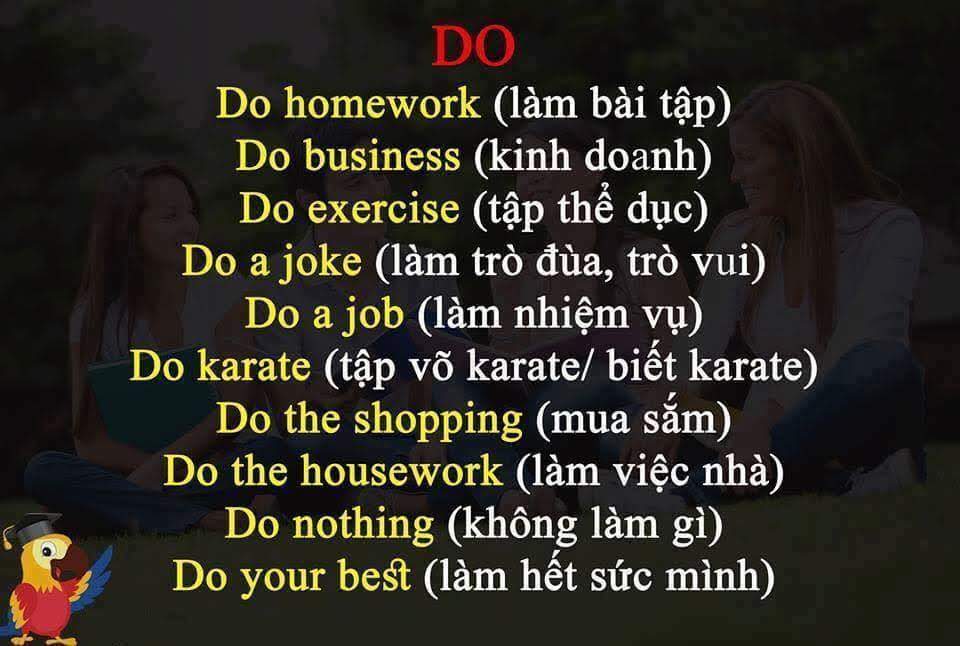 DO
Do homework (làm bài tập)
Do business (kinh doanh)
Do exercise (tập thể dục)
Do a joke (làm trò đùa, trò vui)
Do a job (làm nhiệm vụ)
Do karate (tập võ karate/ biết karate)
Do the shopping (mua sắm)
Do the housework (làm việc nhà)
Do nothing (không làm gì)
Do your best (làm hết sức mình)